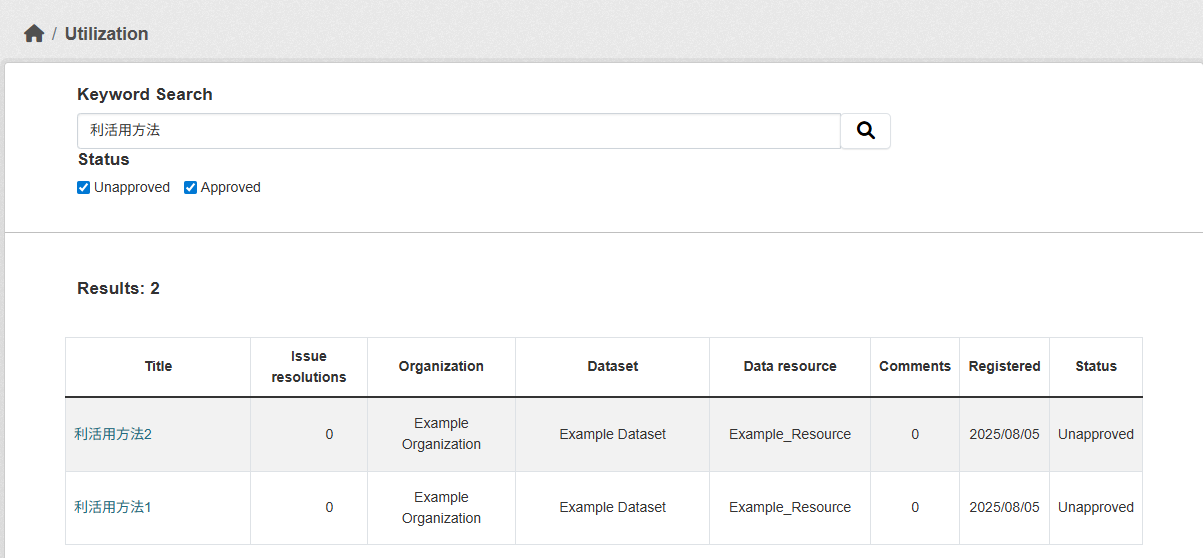 / Utilization
Keyword Search
利活用方法
Status
Unapproved Approved
Results: 2
Title Issue resolutions Organization Dataset Data resource Comments Registered Status
利活用方法2 0 Example Organization Example Dataset Example_Resource 0 2025/08/05 Unapproved
利活用方法1 0 Example Organization Example Dataset Example_Resource 0 2025/08/05 Unapproved